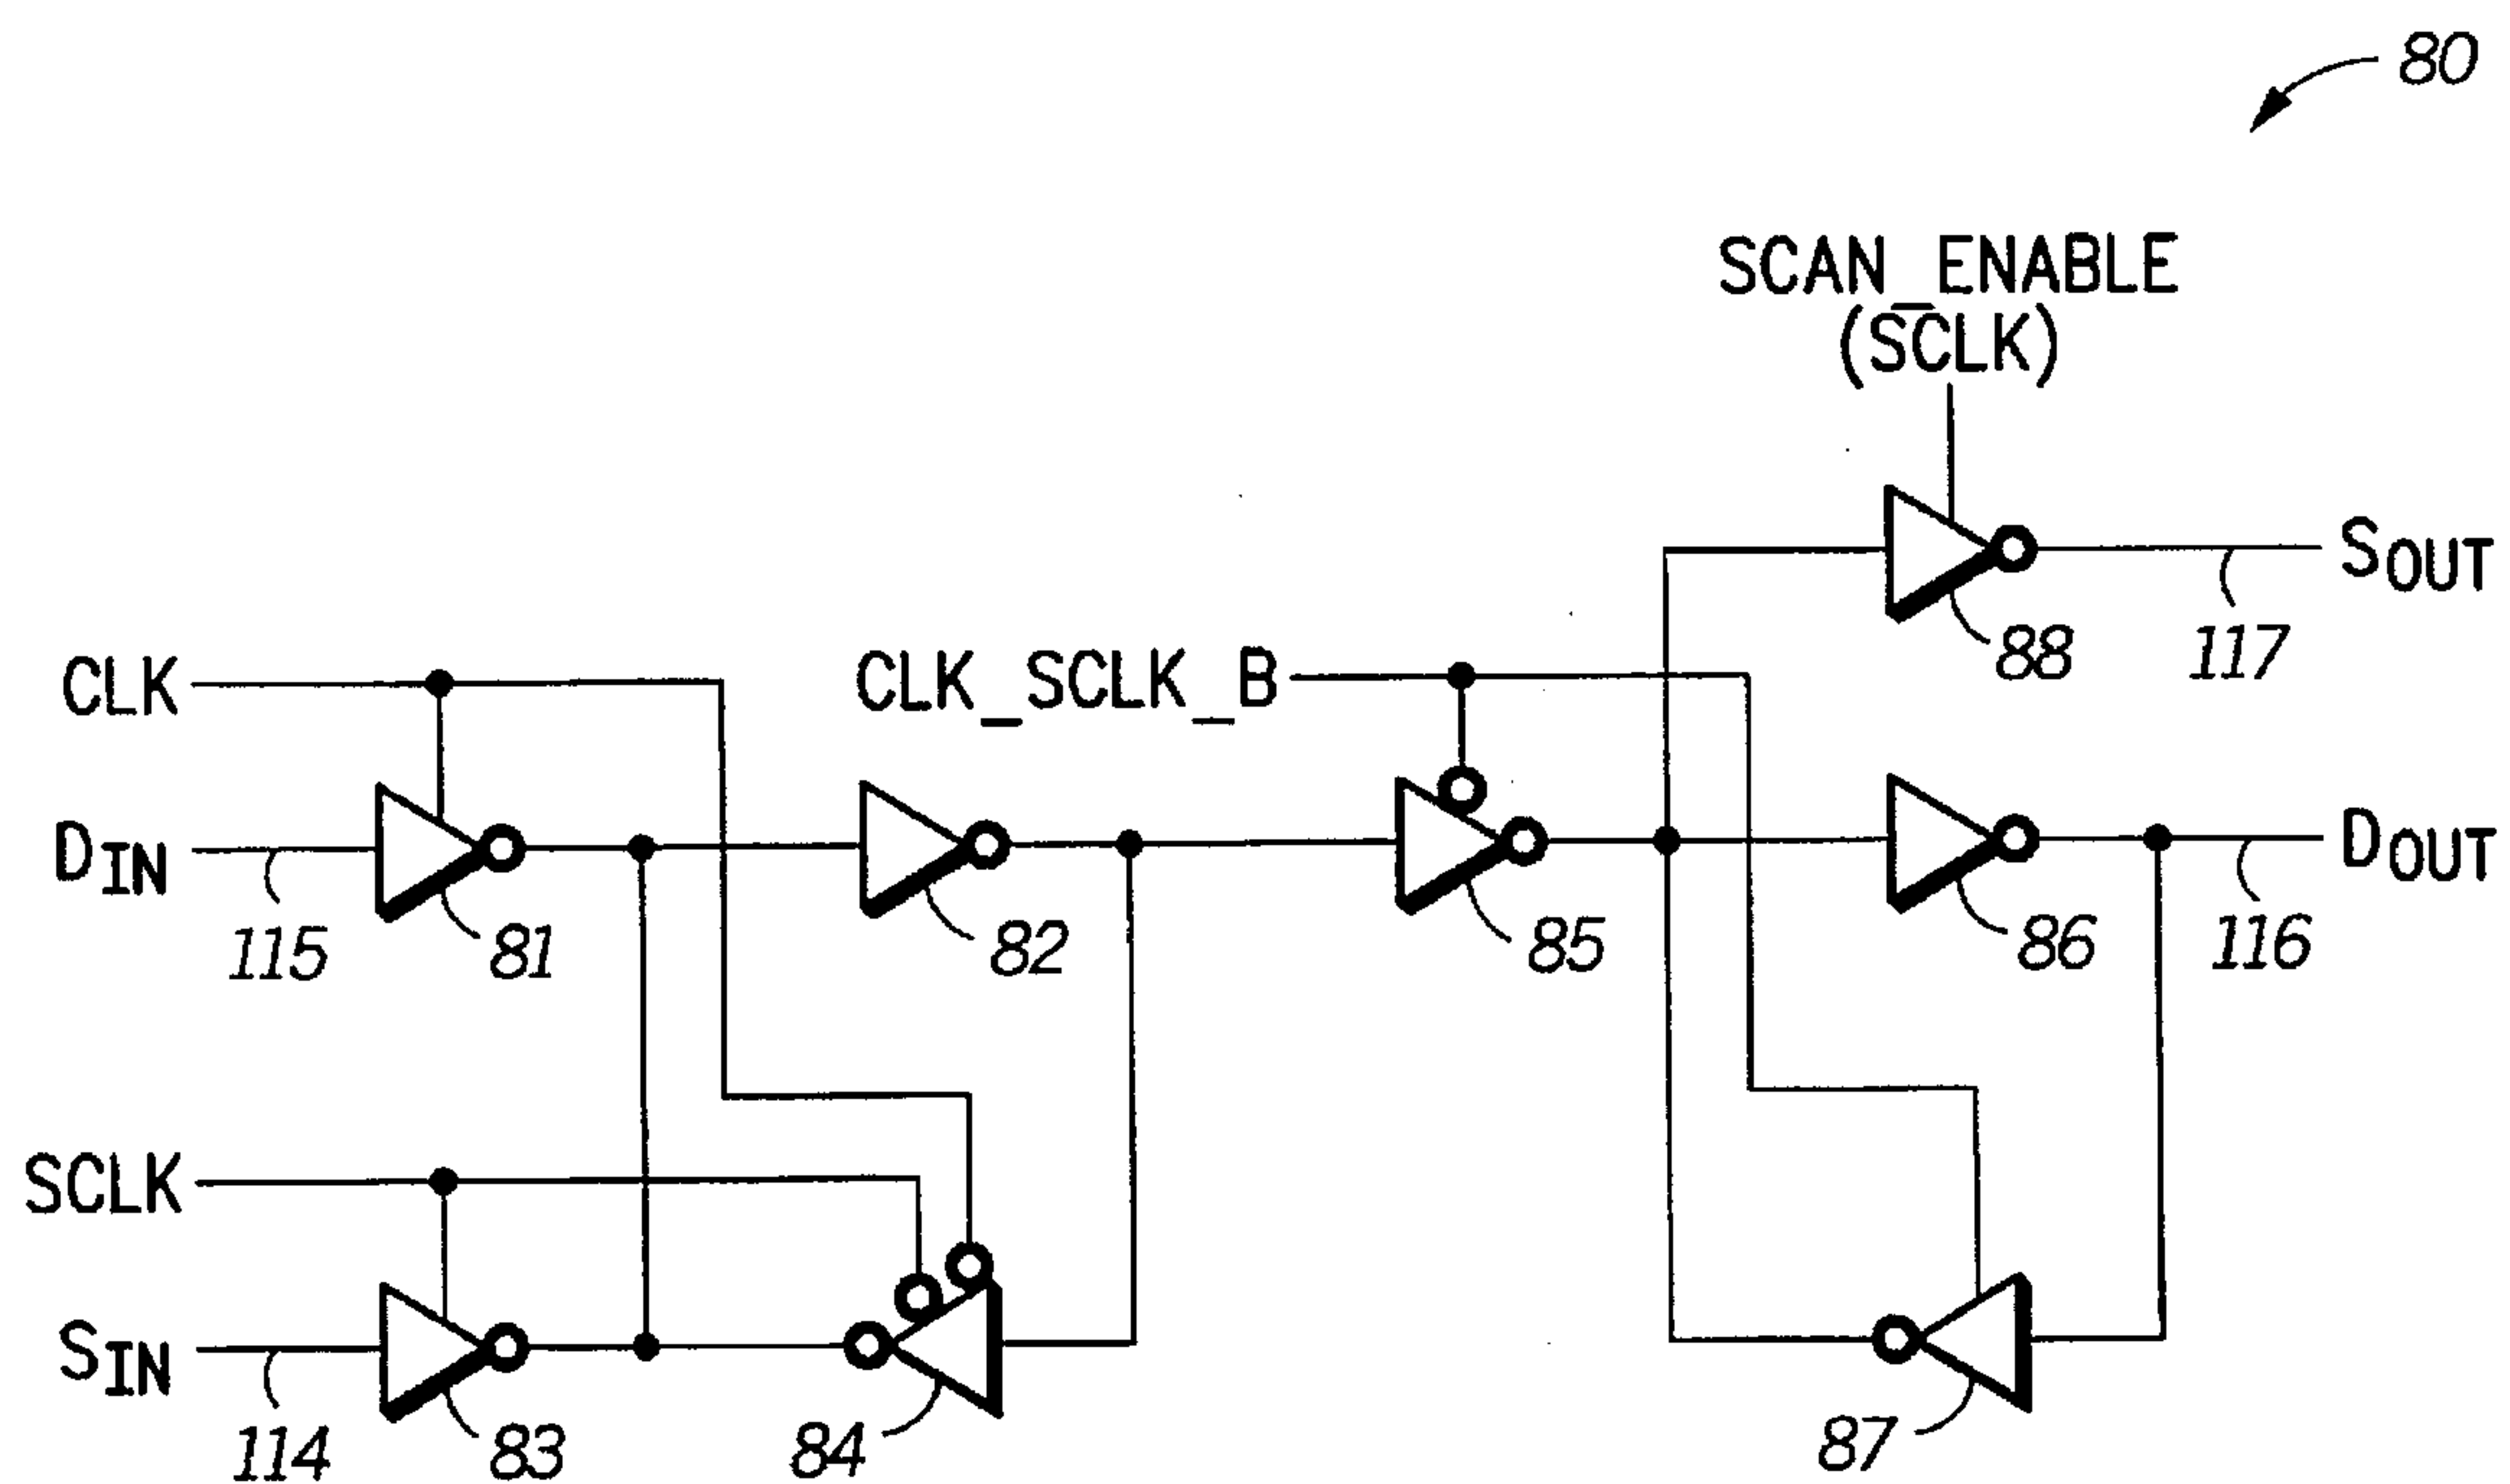 80
SCAN_ENABLE
(S̅C̅LK)
SOUT
88
117
CLK
CLK_SCLK_B
DIN
DOUT
115
81
82
85
86
116
SCLK
SIN
114
83
84
87